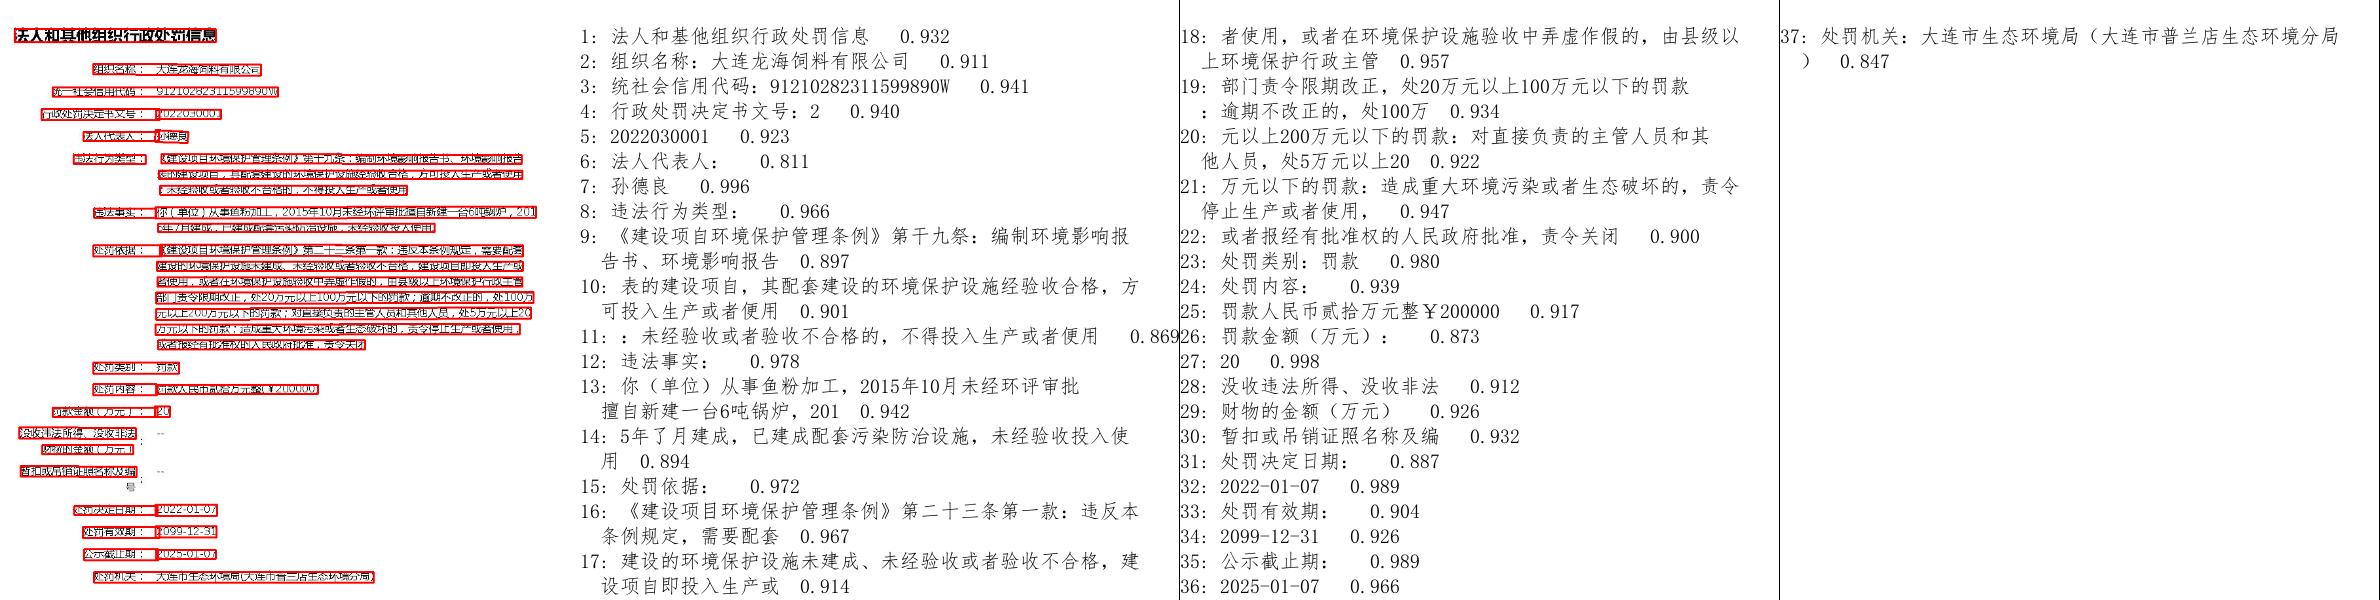 法人和其他组织行政处罚信息
组织名称： 大连龙海饲料有限公司
统一社会信用代码： 91210282311599890W
行政处罚决定书文号： 2022030001
法人代表人： 孙德良
违法行为类型： 《建设项目环境保护管理条例》第十九条：编制环境影响报告书、环境影响报告
表的建设项目，其配套建设的环境保护设施经验收合格，方可投入生产或者使用
；未经验收或者验收不合格的，不得投入生产或者使用
违法事实： 你（单位）从事鱼粉加工，2015年10月未经环评审批擅自新建一台6吨锅炉，201
5年7月建成，已建成配套污染防治设施，未经验收投入使用
处罚依据： 《建设项目环境保护管理条例》第二十三条第一款：违反本条例规定，需要配套
建设的环境保护设施未建成、未经验收或者验收不合格，建设项目即投入生产或
者使用，或者在环境保护设施验收中弄虚作假的，由县级以上环境保护行政主管
部门责令限期改正，处20万元以上100万元以下的罚款；逾期不改正的，处100万
元以上200万元以下的罚款；对直接负责的主管人员和其他人员，处5万元以上20
万元以下的罚款；造成重大环境污染或者生态破坏的，责令停止生产或者使用，
或者报经有批准权的人民政府批准，责令关闭
处罚类别： 罚款
处罚内容： 罚款人民币贰拾万元整(￥200000)
罚款金额（万元）： 20
没收违法所得、没收非法
财物的金额（万元）
： --
暂扣或吊销证照名称及编
号
： --
处罚决定日期： 2022-01-07
处罚有效期： 2099-12-31
公示截止期： 2025-01-07
处罚机关： 大连市生态环境局(大连市普兰店生态环境分局)
1: 法人和基他组织行政处罚信息 0.932
2: 组织名称：大连龙海饲料有限公司 0.911
3: 统社会信用代码：91210282311599890W 0.941
4: 行政处罚决定书文号：2 0.940
5: 2022030001 0.923
6: 法人代表人： 0.811
7: 孙德良 0.996
8: 违法行为类型： 0.966
9: 《建设项自环境保护管理条例》第干九祭：编制环境影响报
告书、环境影响报告 0.897
10: 表的建设项自，其配套建设的环境保护设施经验收合格，方
可投入生产或者使用 0.901
11: ：未经验收或者验收不合格的，不得投入生产或者使用 0.869
12: 违法事实： 0.978
13: 你（单位）从事鱼粉加工，2015年10月未经环评审批
擅自新建一台6吨锅炉，201 0.942
14: 5年了月建成，已建成配套污染防治设施，未经验收投入使
用 0.894
15: 处罚依据： 0.972
16: 《建设项目环境保护管理条例》第二十三条第一款：违反本
条例规定，需要配套 0.967
17: 建设的环境保护设施未建成、未经验收或者验收不合格，建
设项自即投入生产或 0.914
18: 者使用，或者在环境保护设施验收中弄虚作假的，由县级以
上环境保护行政主管 0.957
19: 部门责令限期改正，处20万元以上100万元以下的罚款
：逾期不改正的，处100万 0.934
20: 元以上200万元以下的罚款：对直接负责的主管人员和其
他人员，处5万元以上20 0.922
21: 万元以下的罚款：造成重大环境污染或者生态破坏的，责令
停止生产或者使用， 0.947
22: 或者报经有批准权的人民政府批准，责令关闭 0.900
23: 处罚类别：罚款 0.980
24: 处罚内容： 0.939
25: 罚款人民币贰拾万元整￥200000 0.917
26: 罚款金额（万元）： 0.873
27: 20 0.998
28: 没收违法所得、没收非法 0.912
29: 财物的金额（万元） 0.926
30: 暂扣或吊销证照名称及编 0.932
31: 处罚决定日期： 0.887
32: 2022-01-07 0.989
33: 处罚有效期： 0.904
34: 2099-12-31 0.926
35: 公示截止期： 0.989
36: 2025-01-07 0.966
37: 处罚机关：大连市生态环境局（大连市普兰店生态环境分局
） 0.847